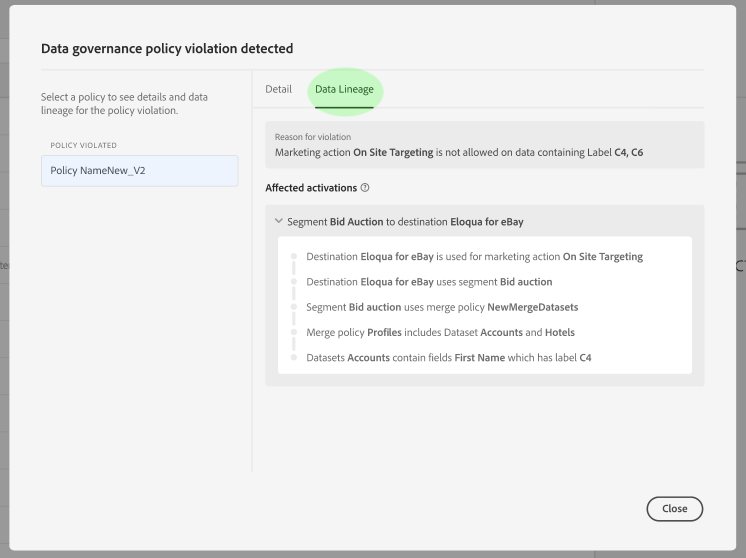 Data governance policy violation detected
Select a policy to see details and data
lineage for the policy violation.
POLICY VIOLATED
Policy NameNew_V2
Detail
Data Lineage
Reason for violation
Marketing action On Site Targeting is not allowed on data containing Label C4, C6
Affected activations
Segment Bid Auction to destination Eloqua for eBay
Destination Eloqua for eBay is used for marketing action On Site Targeting
Destination Eloqua for eBay uses segment Bid auction
Segment Bid auction uses merge policy NewMergeDatasets
Merge policy Profiles includes Dataset Accounts and Hotels
Datasets Accounts contain fields First Name which has label C4
Close